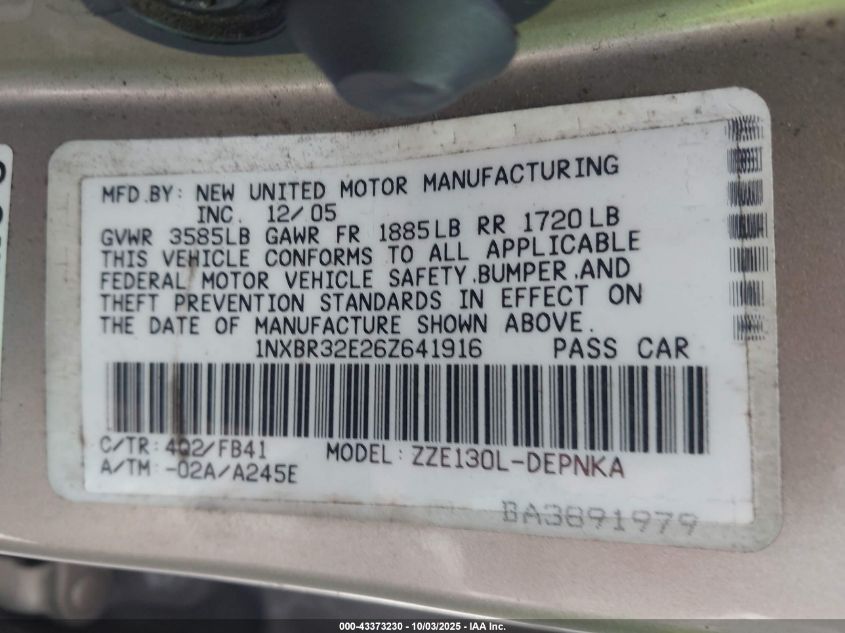 MFD.BY: NEW UNITED MOTOR MANUFACTURING
INC. 12/05
GVWR 3585LB GAWR FR 1885LB RR 1720LB
THIS VEHICLE CONFORMS TO ALL APPLICABLE
FEDERAL MOTOR VEHICLE SAFETY,BUMPER,AND
THEFT PREVENTION STANDARDS IN EFFECT ON
THE DATE OF MANUFACTURE SHOWN ABOVE.
1NXBR32E26Z641916 PASS CAR
C/TR:4Q2/FB41 MODEL:ZZE130L-DEPNKA
A/TM:-02A/A245E
BA3891979
000-43373230 - 10/03/2025 - IAA Inc.